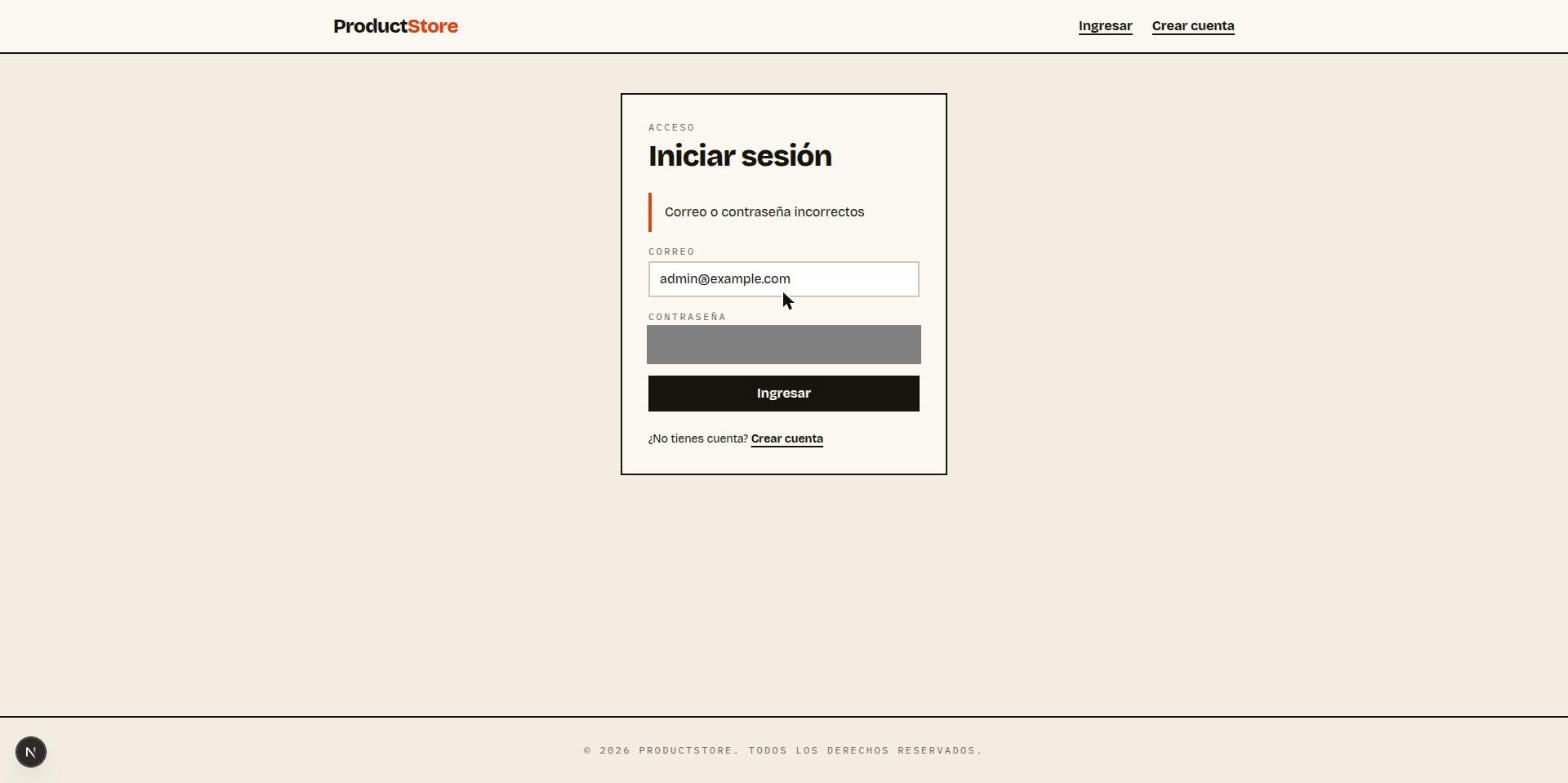 ProductStore
Ingresar Crear cuenta
ACCESO
Iniciar sesión
Correo o contraseña incorrectos
CORREO
admin@example.com
CONTRASEÑA
Ingresar
¿No tienes cuenta? Crear cuenta
N
© 2026 PRODUCTSTORE. TODOS LOS DERECHOS RESERVADOS.